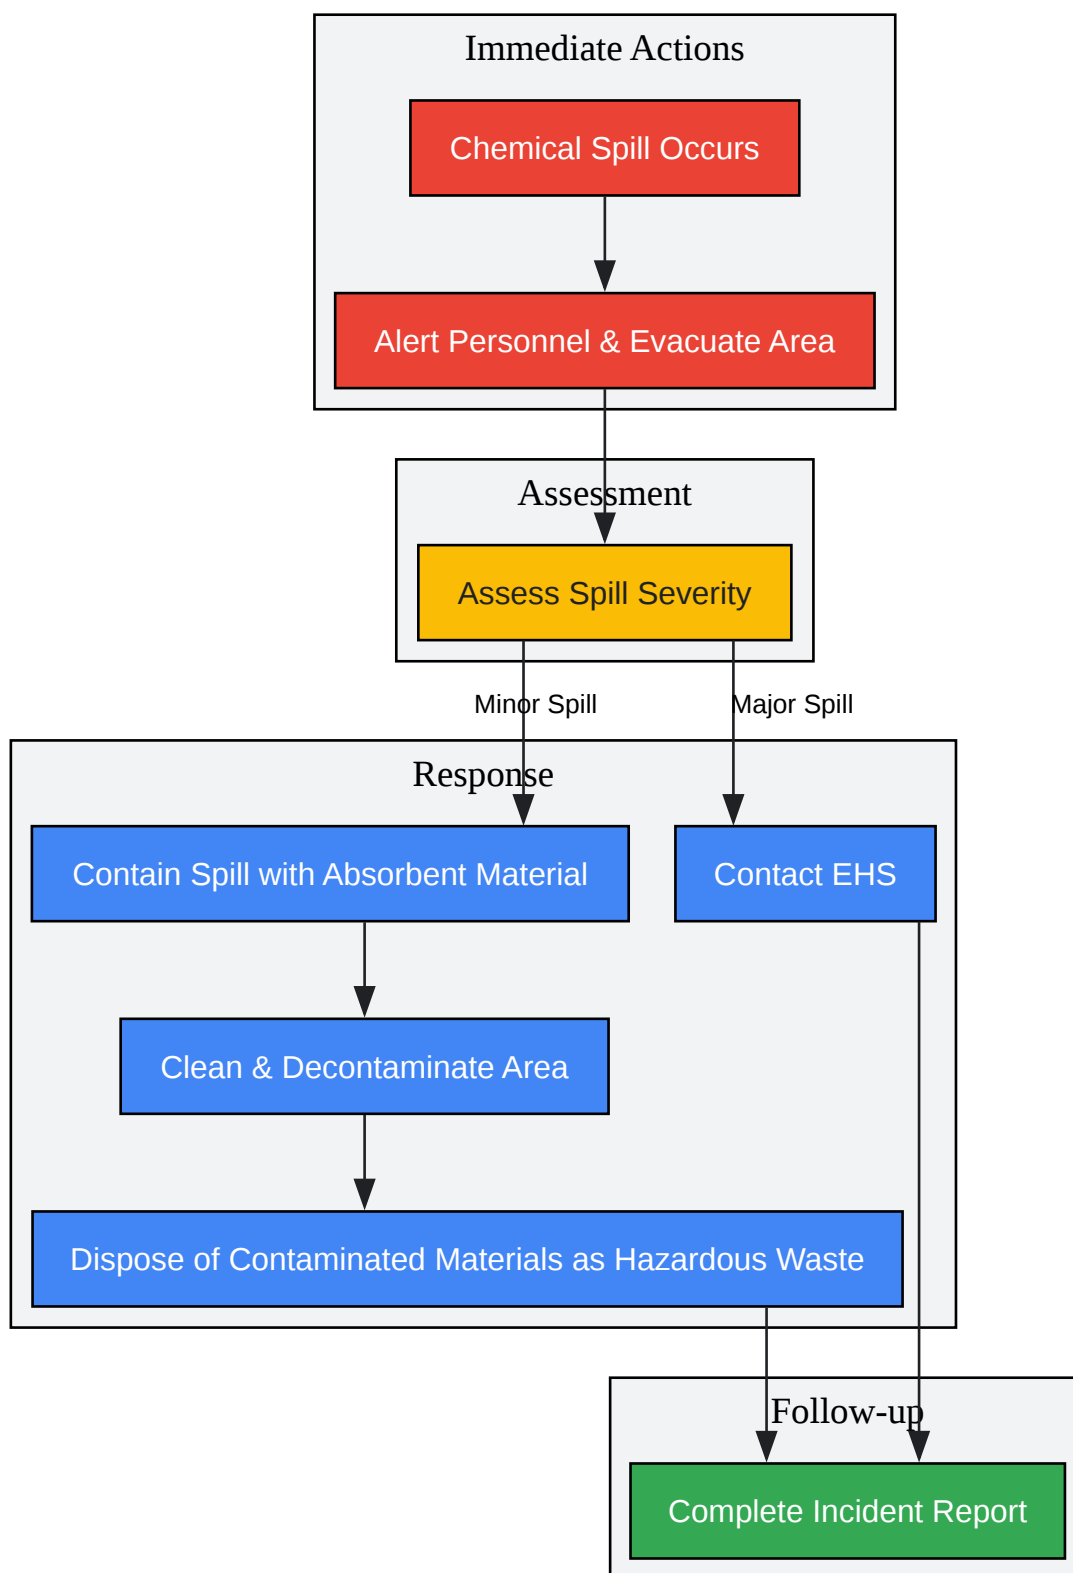 Immediate Actions
Chemical Spill Occurs
Alert Personnel & Evacuate Area
Assessment
Assess Spill Severity
Minor Spill
Major Spill
Response
Contain Spill with Absorbent Material
Contact EHS
Clean & Decontaminate Area
Dispose of Contaminated Materials as Hazardous Waste
Follow-up
Complete Incident Report